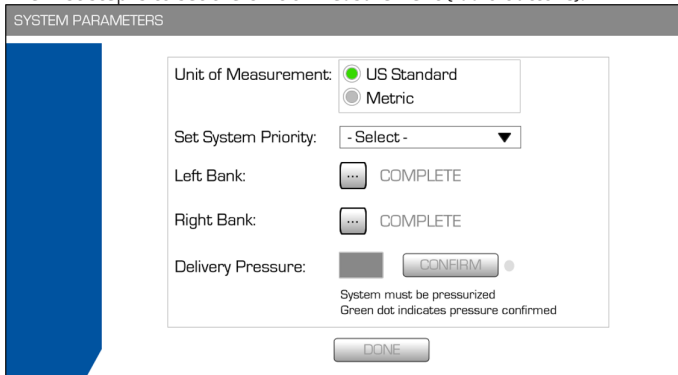 SYSTEM PARAMETERS
Unit of Measurement:
US Standard
Metric
Set System Priority:
- Select -
Left Bank:
... COMPLETE
Right Bank:
... COMPLETE
Delivery Pressure:
CONFIRM
System must be pressurized
Green dot indicates pressure confirmed
DONE